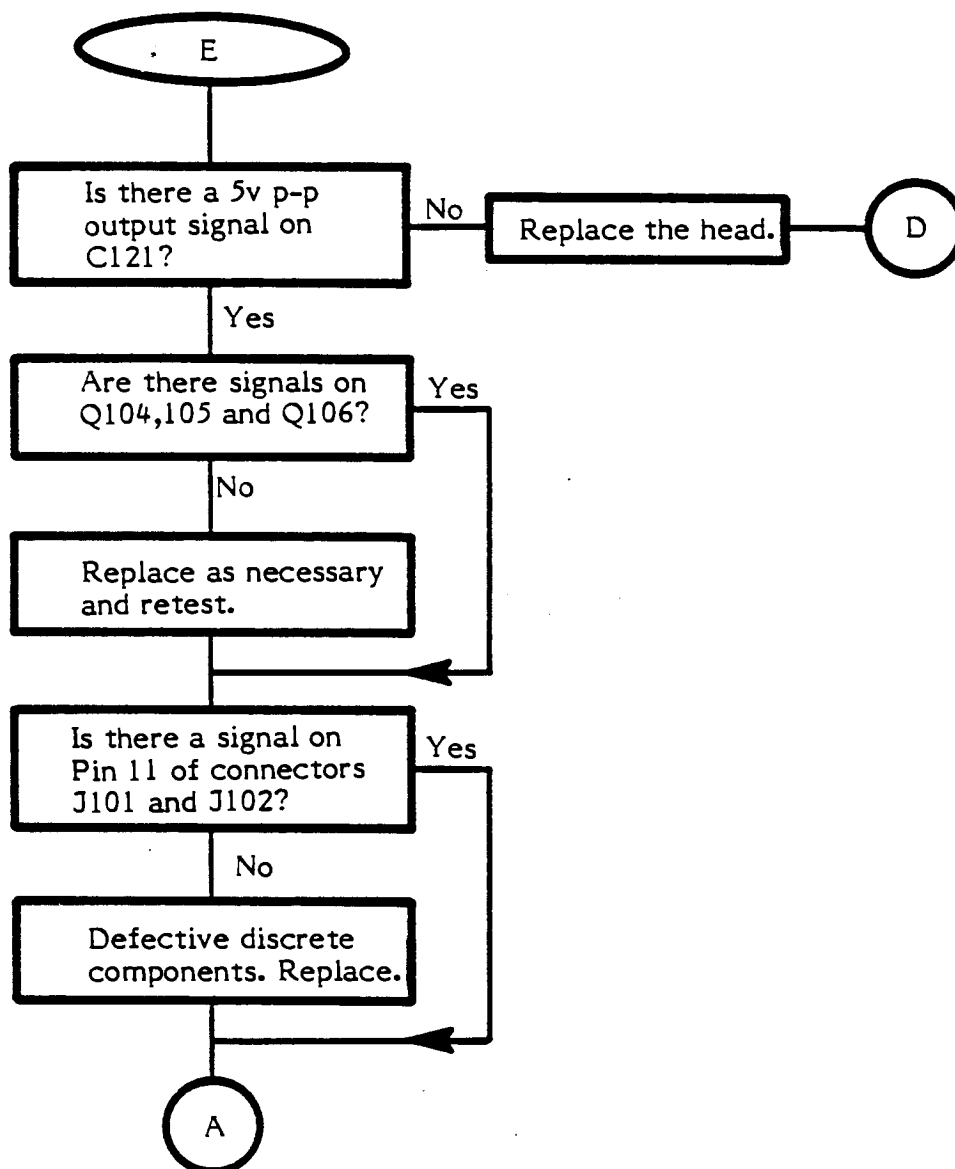 E
Is there a 5v p-p
output signal on
C121?
No
Replace the head.
D
Yes
Are there signals on
Q104,105 and Q106?
Yes
No
Replace as necessary
and retest.
Is there a signal on
Pin 11 of connectors
J101 and J102?
Yes
No
Defective discrete
components. Replace.
A